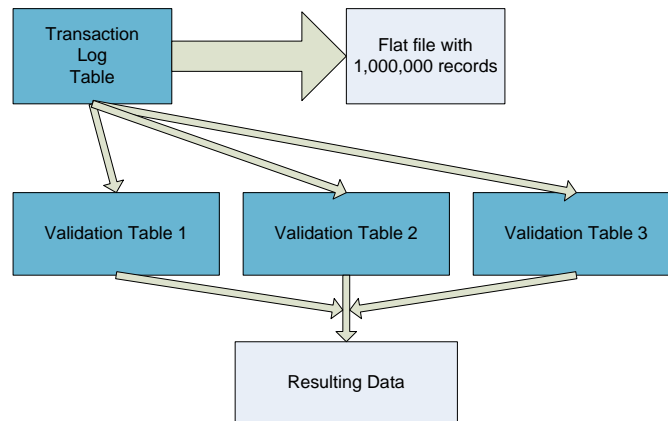 Transaction
Log
Table
Flat file with
1,000,000 records
Validation Table 1
Validation Table 2
Validation Table 3
Resulting Data